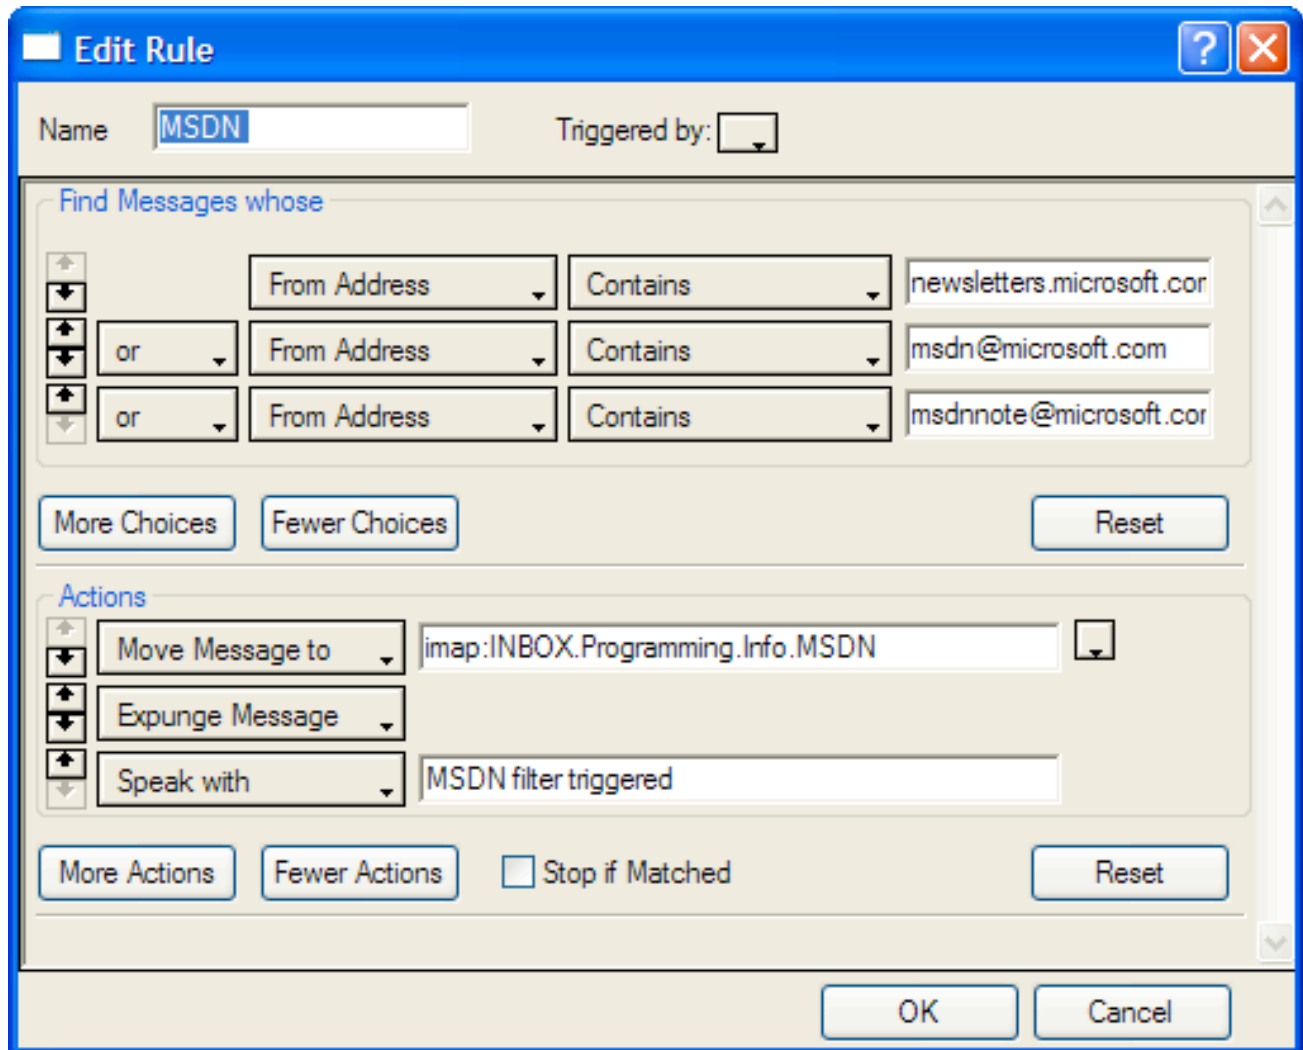 Edit Rule
Name MSDN Triggered by:
Find Messages whose
From Address Contains newsletters.microsoft.com
or From Address Contains msdn@microsoft.com
or From Address Contains msdnnote@microsoft.cor
More Choices Fewer Choices Reset
Actions
Move Message to imap:INBOX.Programming.Info.MSDN
Expunge Message
Speak with MSDN filter triggered
More Actions Fewer Actions Stop if Matched Reset
OK Cancel